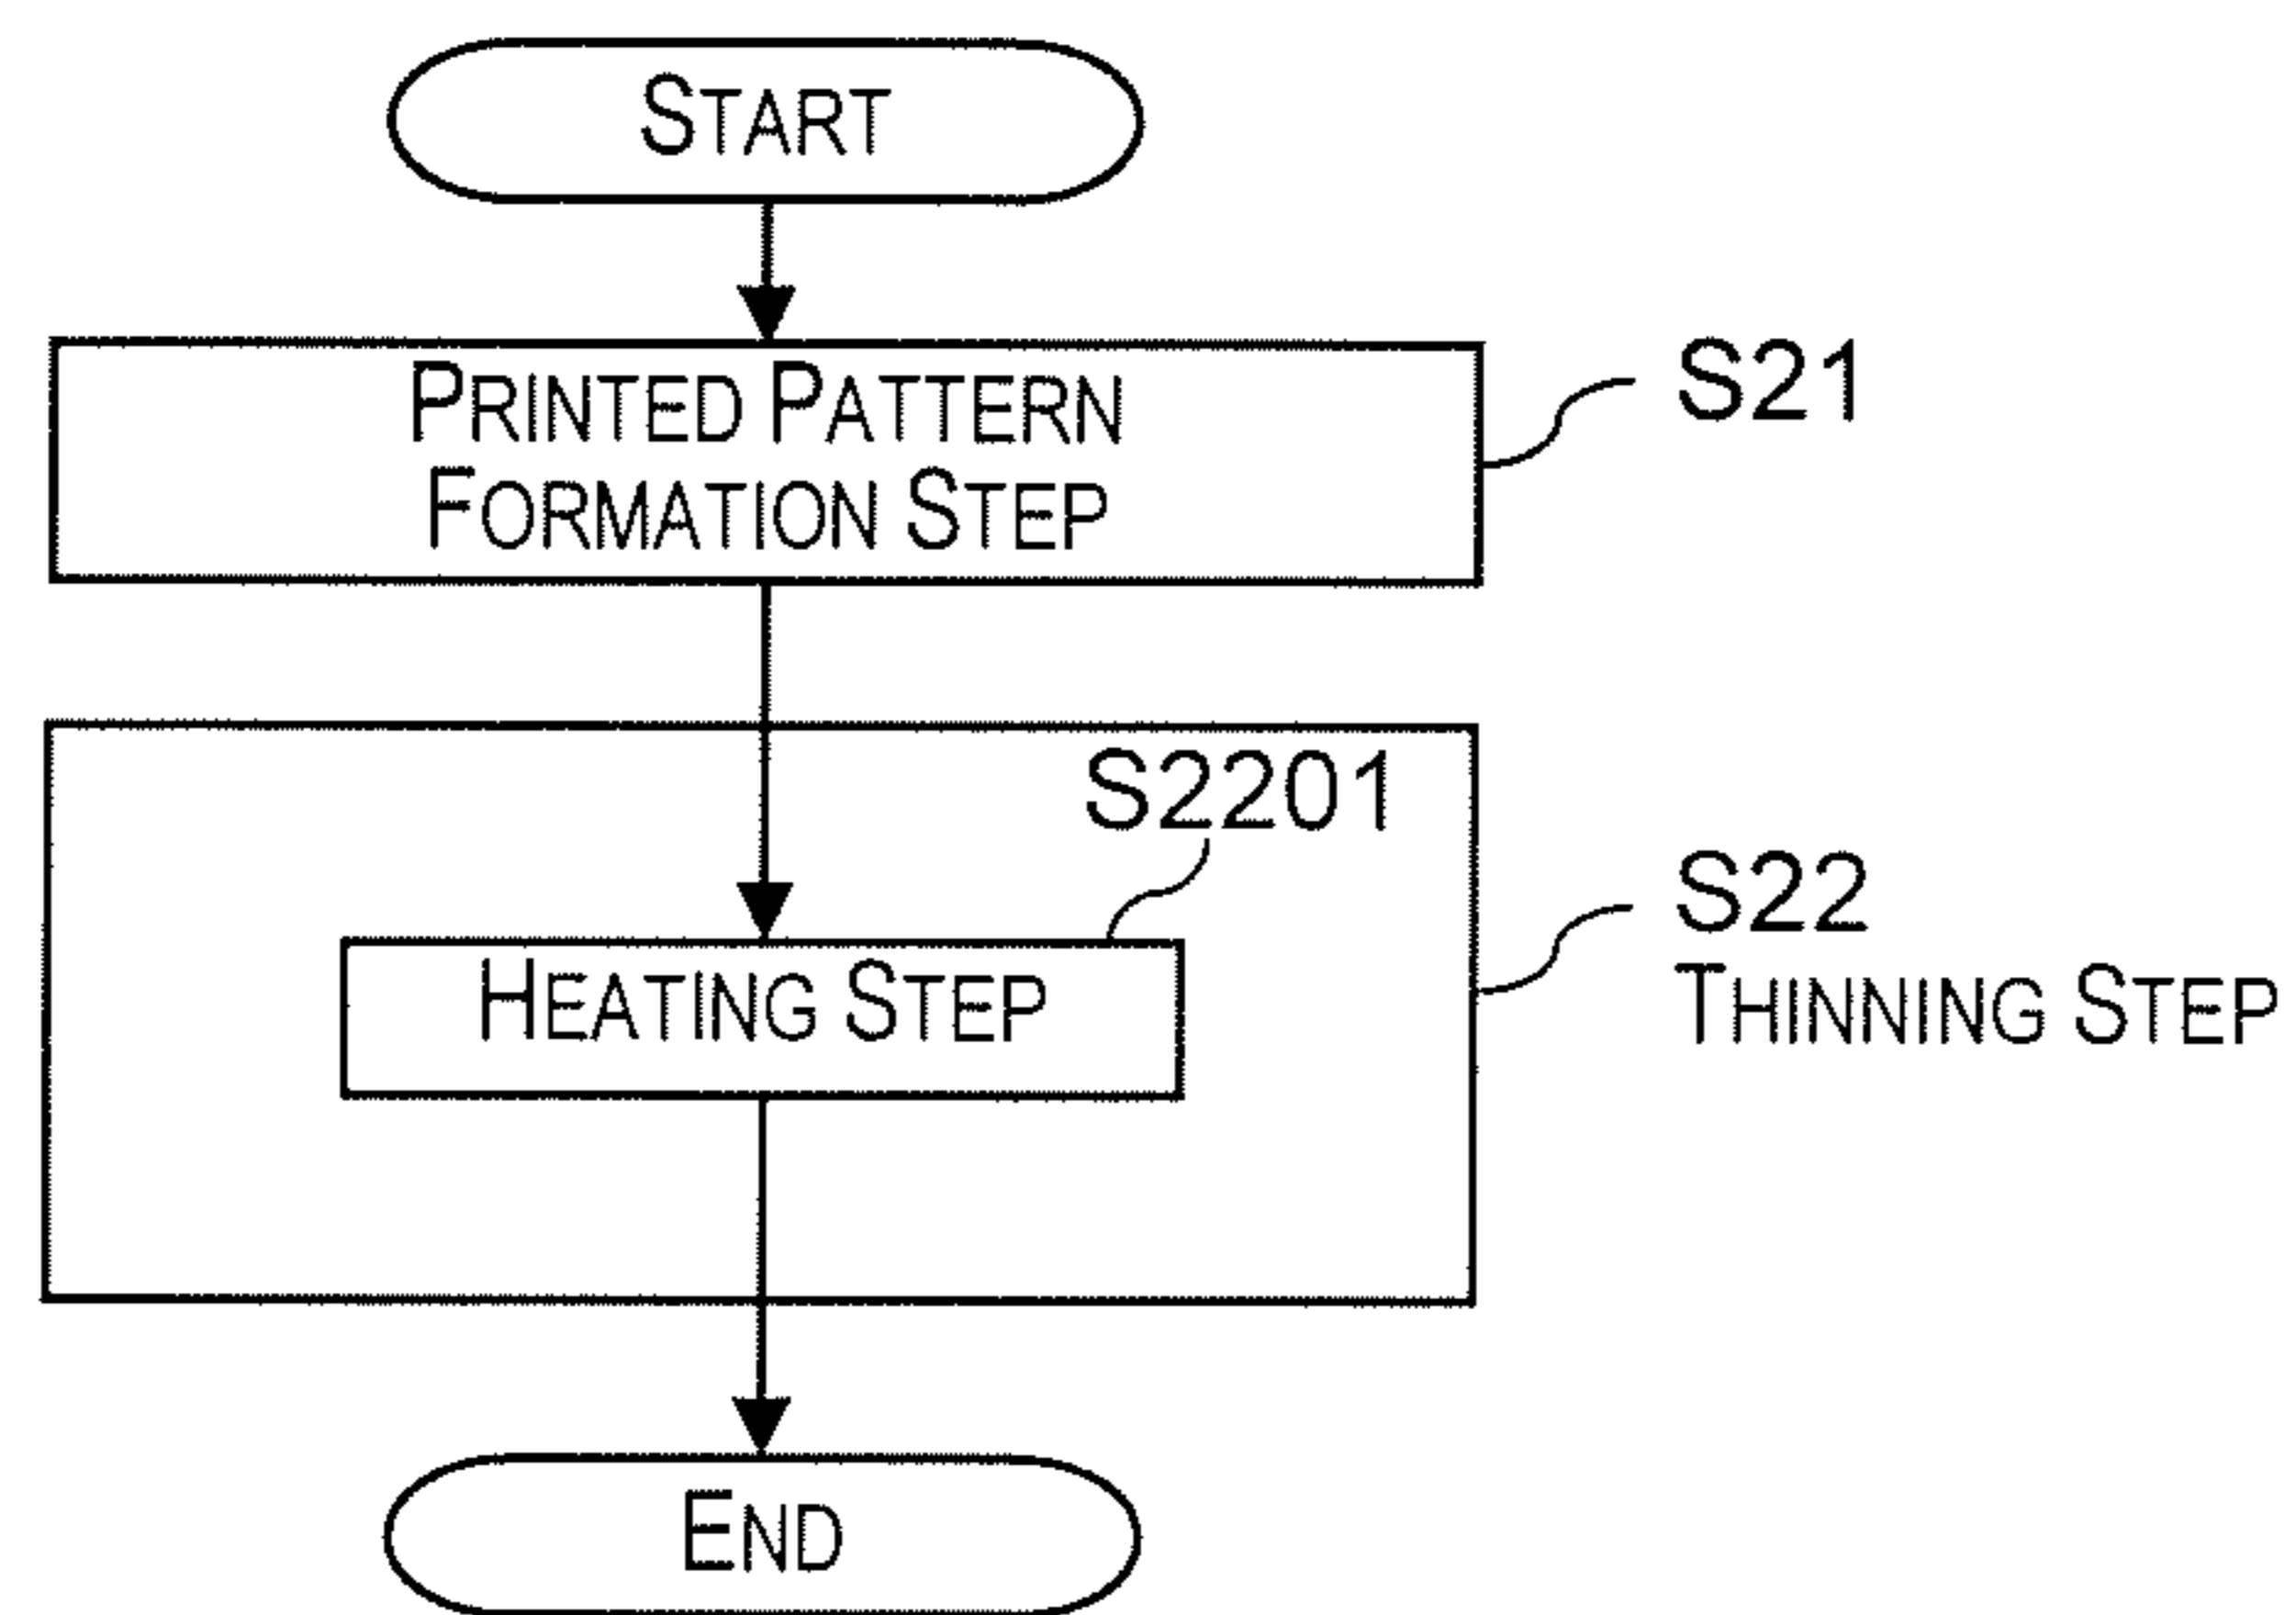 START
PRINTED PATTERN
FORMATION STEP
S21
S2201
HEATING STEP
S22
THINNING STEP
END